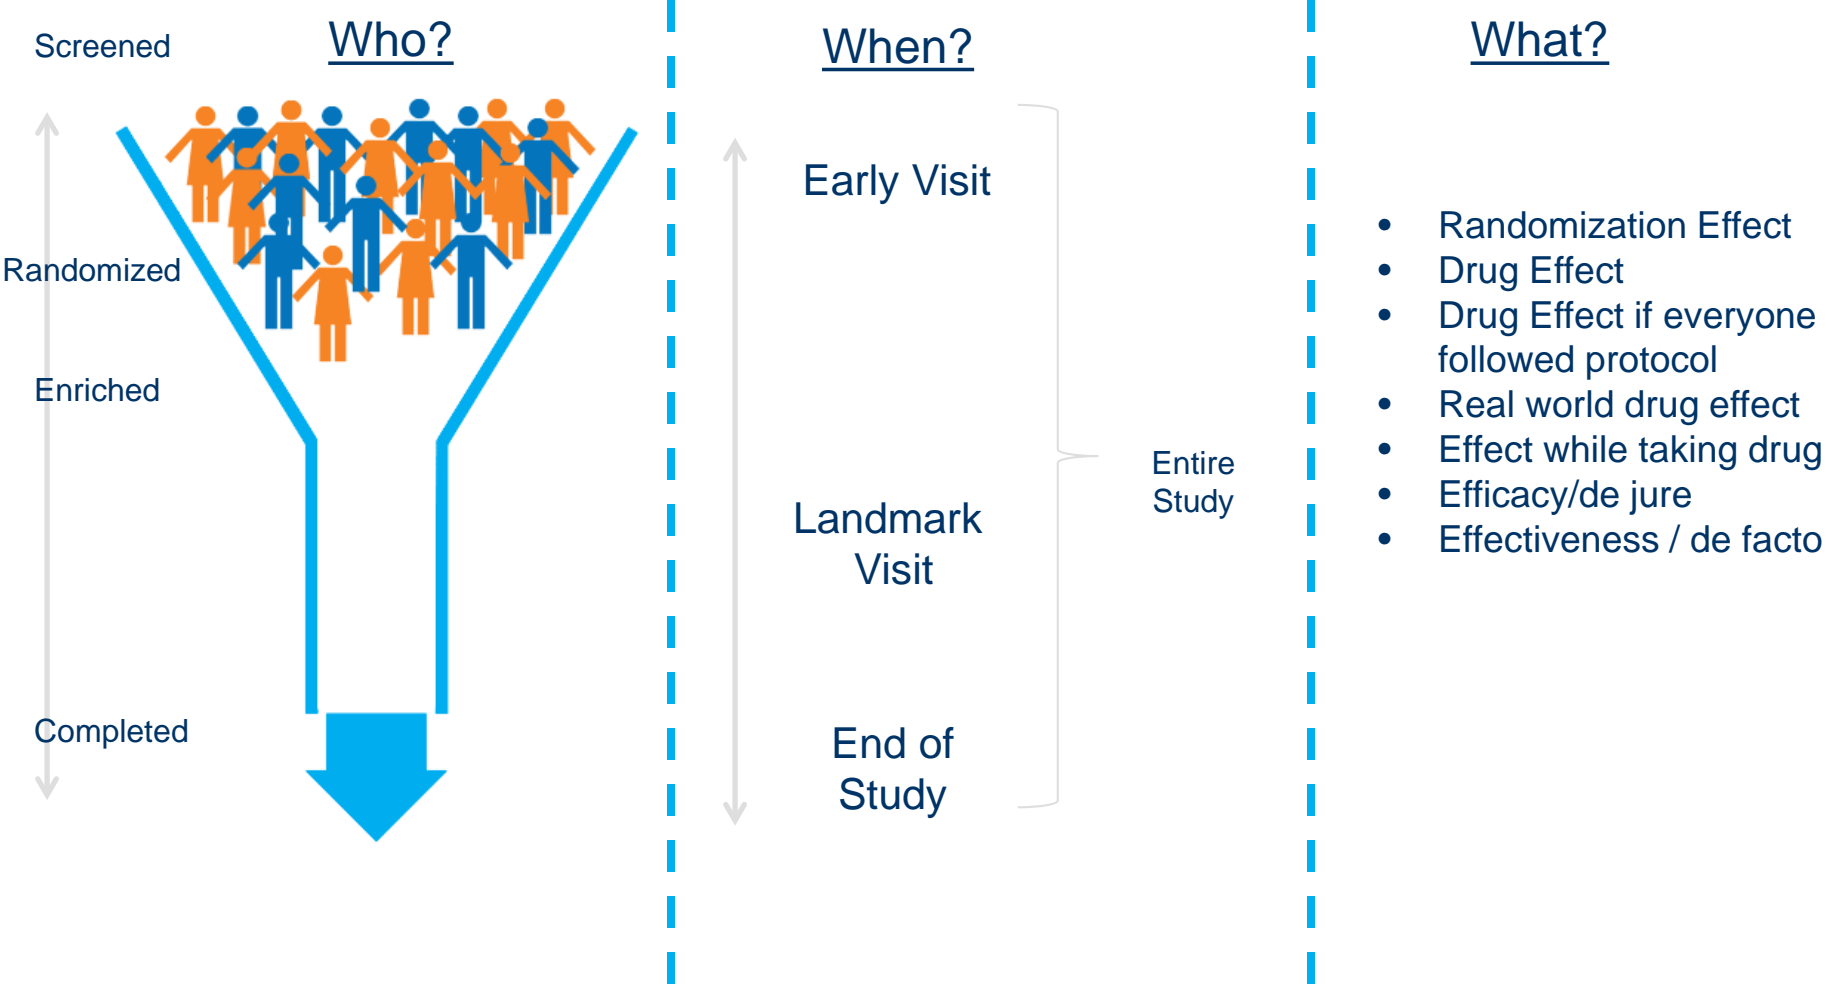 Who?
Screened
Randomized
Enriched
Completed
When?
Early Visit
Landmark
Visit
End of
Study
Entire
Study
What?
• Randomization Effect
• Drug Effect
• Drug Effect if everyone
followed protocol
• Real world drug effect
• Effect while taking drug
• Efficacy/de jure
• Effectiveness / de facto